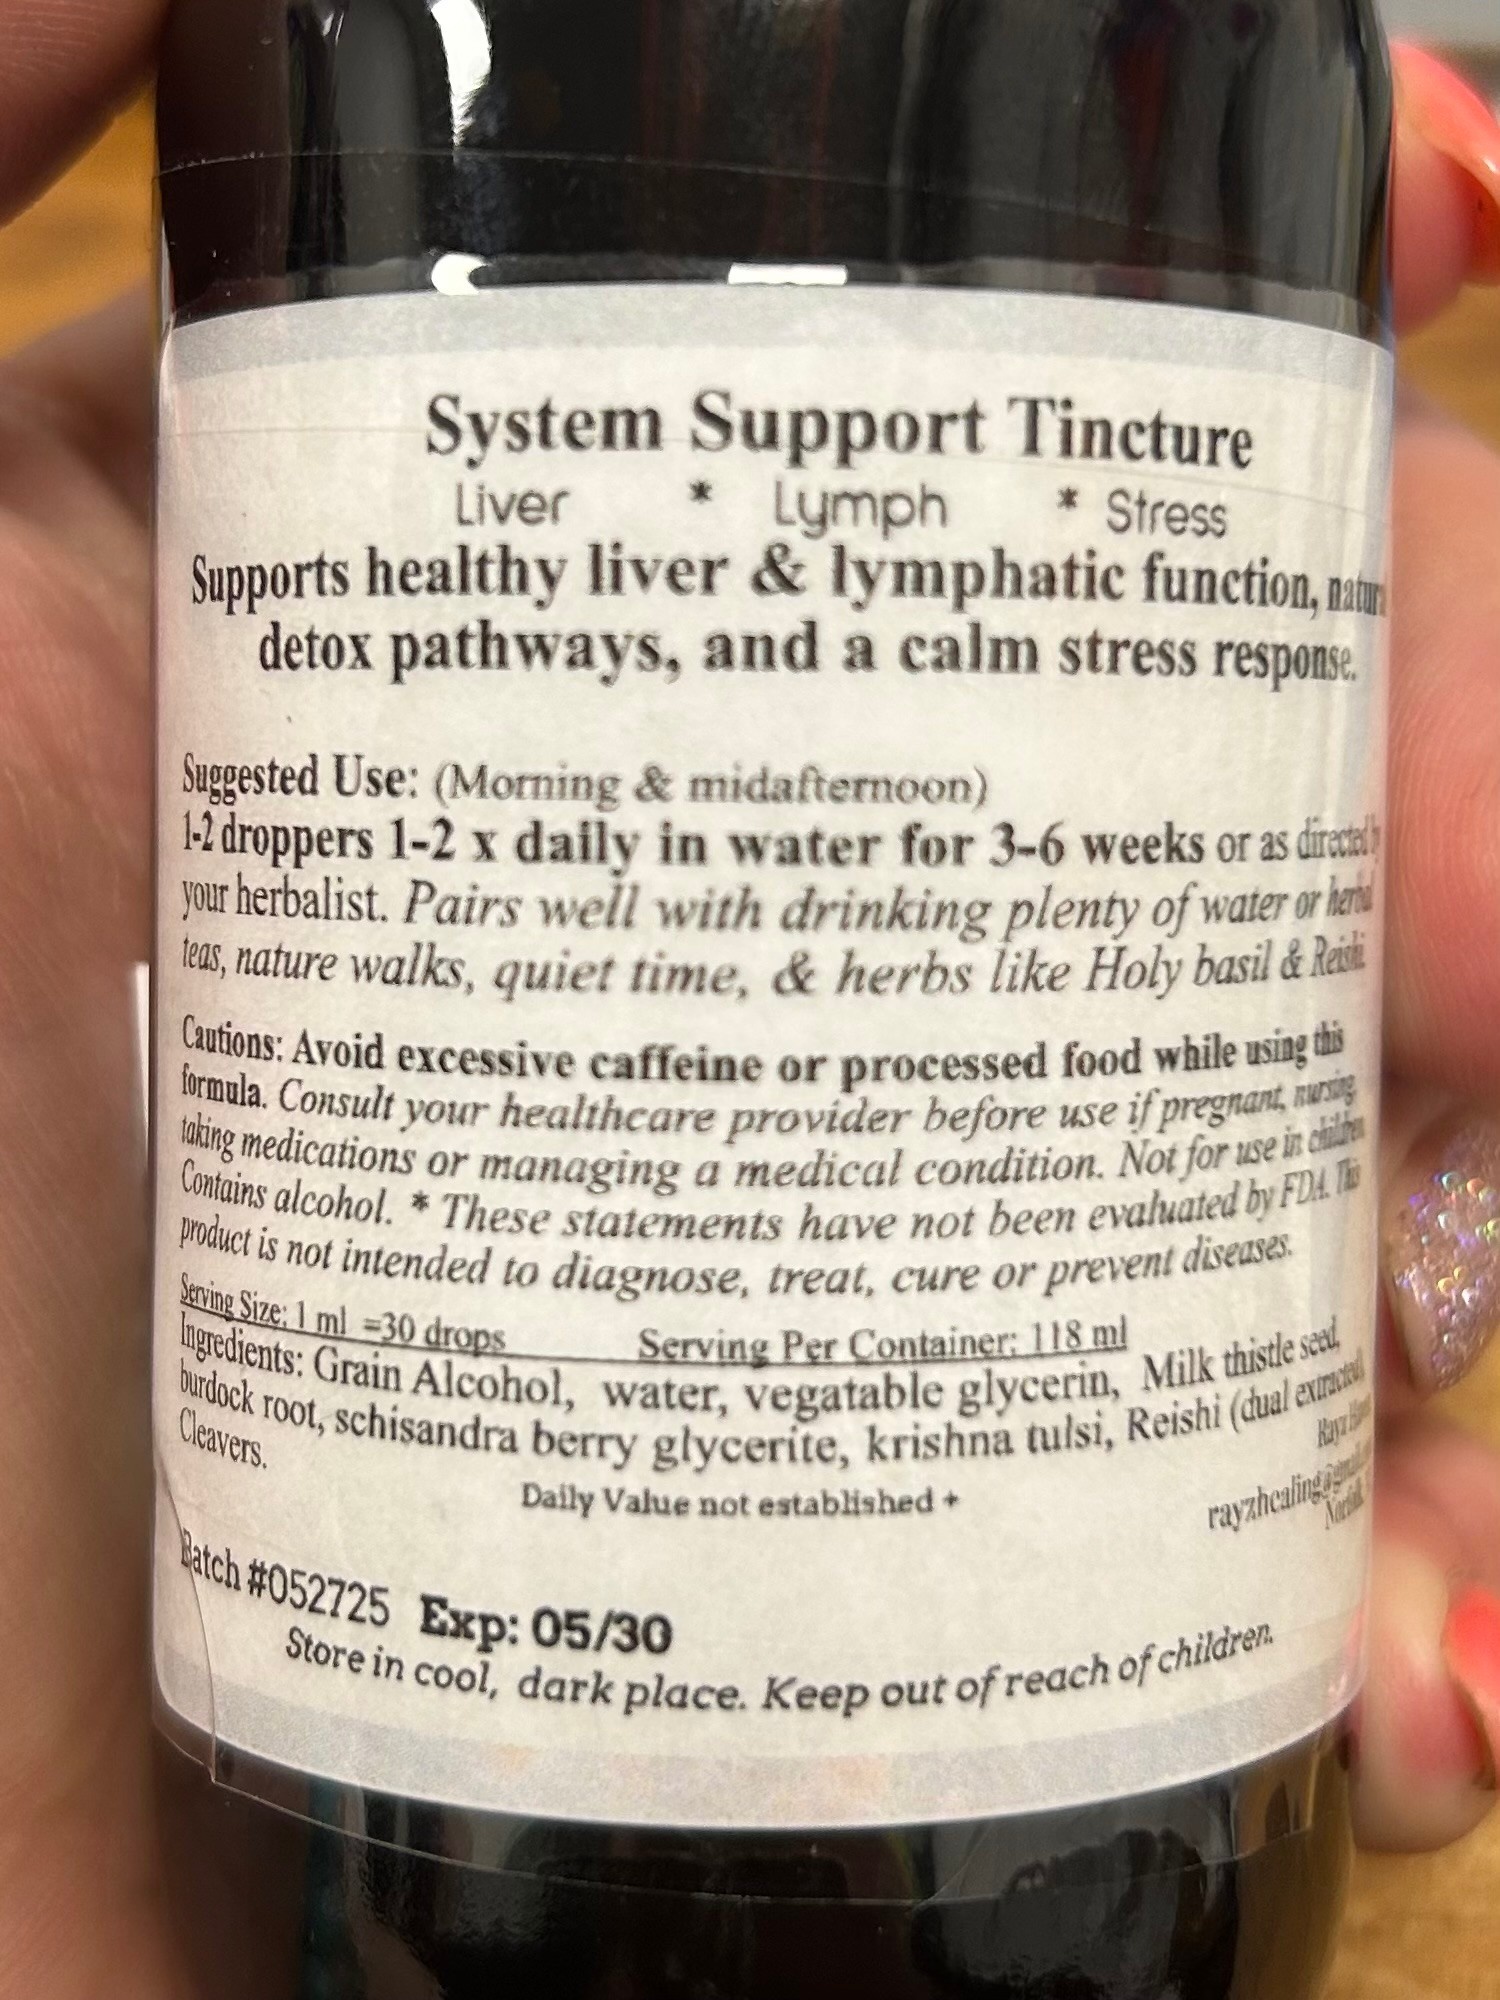 System Support Tincture
Liver * Lymph * Stress
Supports healthy liver & lymphatic function,
detox pathways, and a calm stress response.
Suggested Use: (Morning & midafternoon)
1-2 droppers 1-2 x daily in water for 3-6 weeks or as directed
your herbalist. Pairs well with drinking plenty of water or herbal
teas, nature walks, quiet time, & herbs like Holy basil & Reishi.
Cautions: Avoid excessive caffeine or processed food while using this
formula. Consult your healthcare provider before use if pregnant, nursing,
taking medications or managing a medical condition. Not for use in children.
Contains alcohol. * These statements have not been evaluated by FDA. This
product is not intended to diagnose, treat, cure or prevent diseases.
Serving Size: 1 ml =30 drops Serving Per Container: 118 ml
Ingredients: Grain Alcohol, water, vegatable glycerin, Milk thistle seed,
burdock root, schisandra berry glycerite, krishna tulsi, Reishi (dual extracted),
Cleavers.
Daily Value not established +
Batch #052725 Exp: 05/30
Store in cool, dark place. Keep out of reach of children.